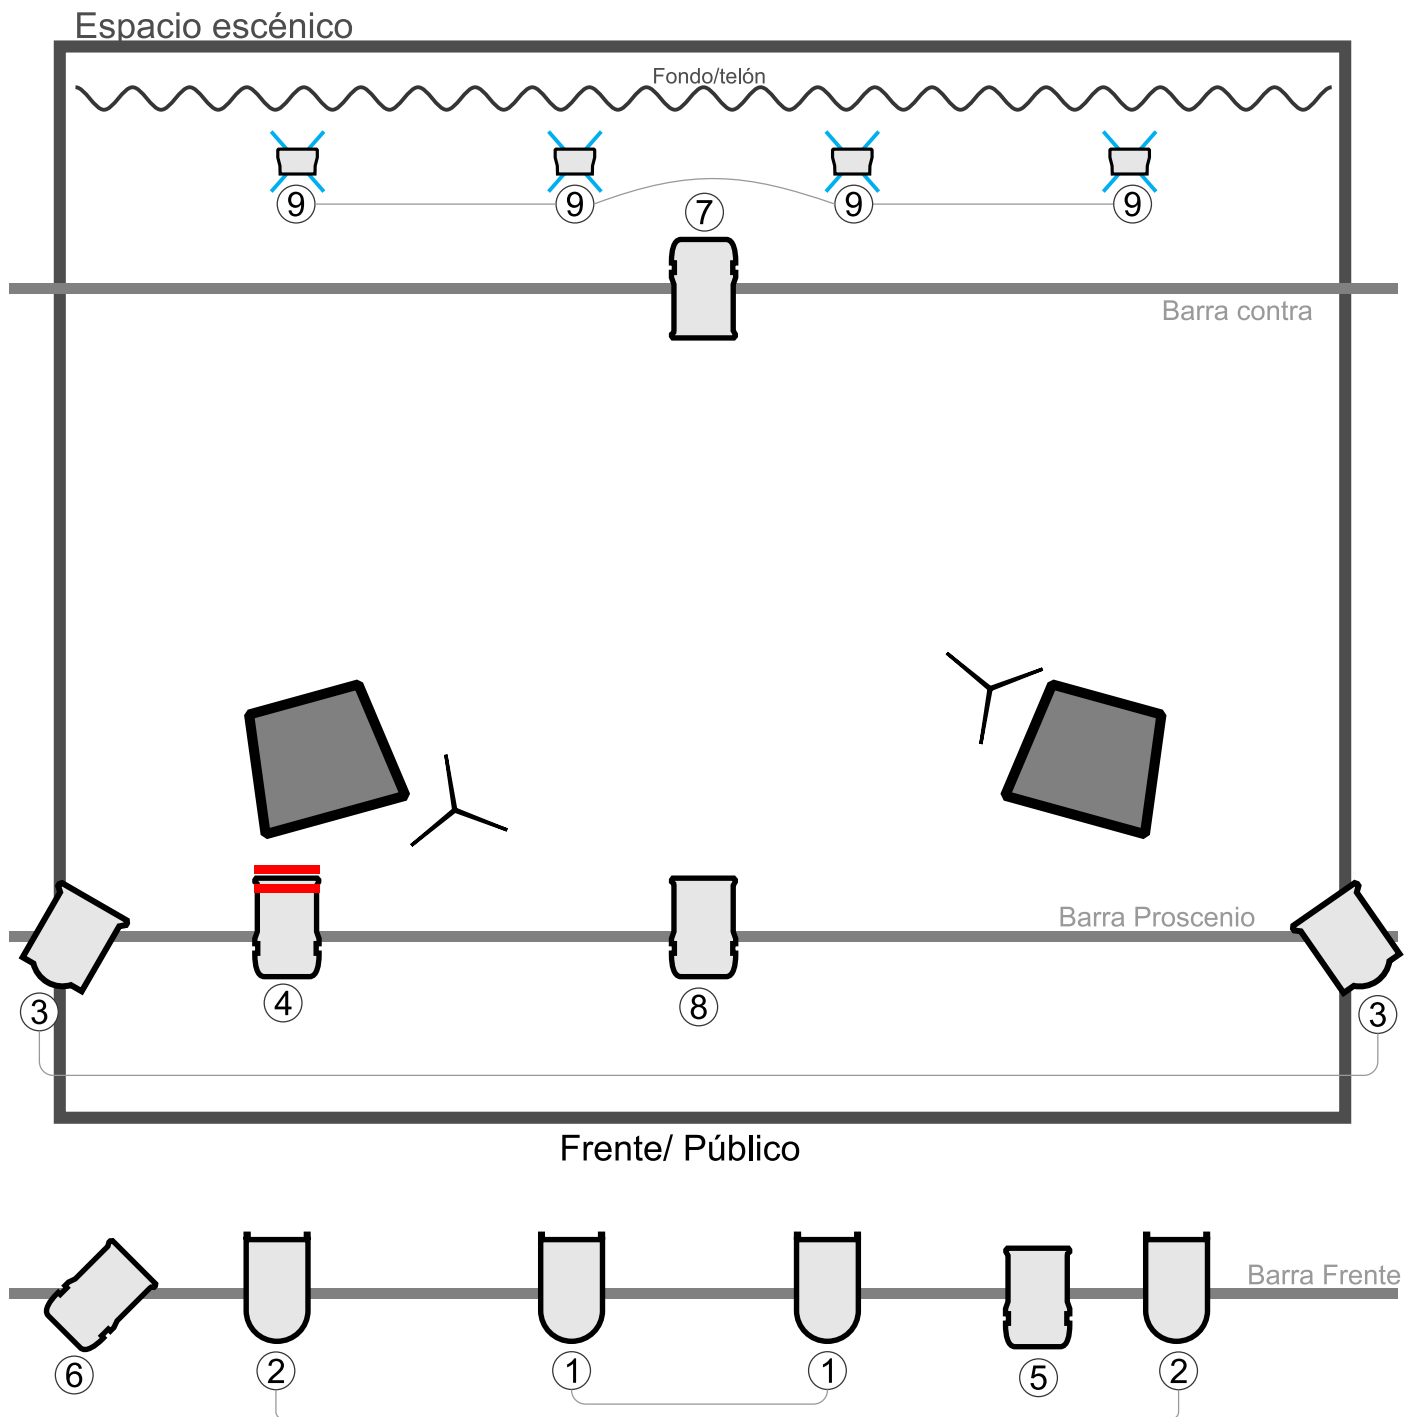 Espacio escénico
Fondo/telón
9 9 9 9
7
Barra contra
Barra Proscenio
3 4 8 3
Frente/ Público
Barra Frente
6 2 1 1 5 2